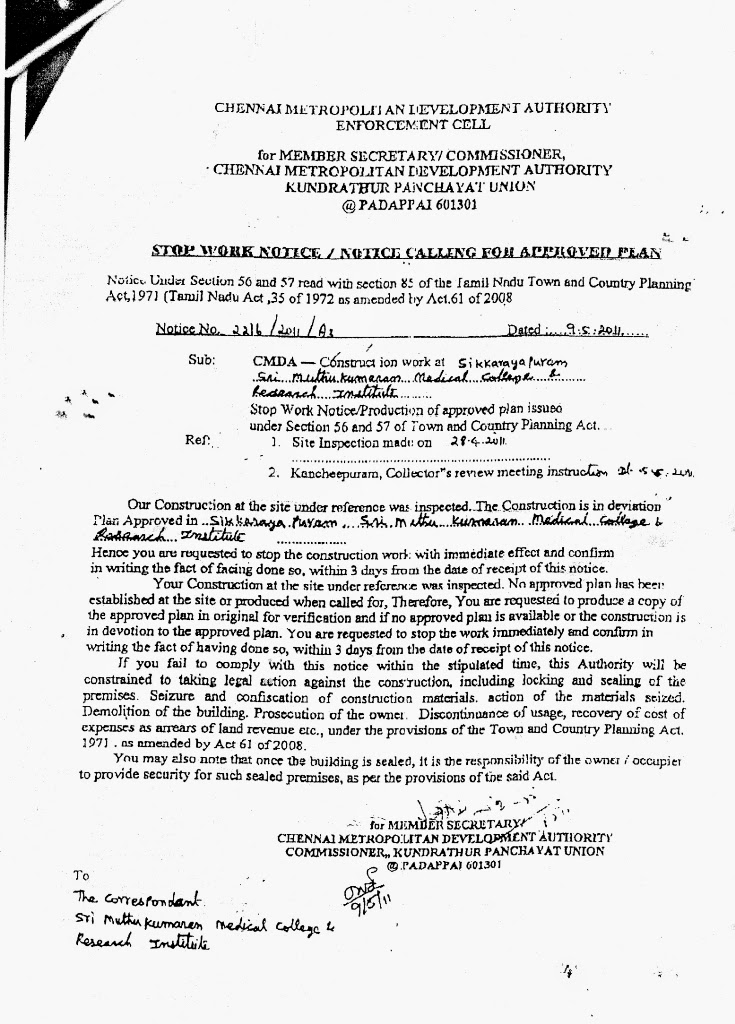 CHENNAI METROPOLITAN DEVELOPMENT AUTHORITY
ENFORCEMENT CELL
for MEMBER SECRETARY/ COMMISSIONER,
CHENNAI METROPOLITAN DEVELOPMENT AUTHORITY
KUNDRATHUR PANCHAYAT UNION
@ PADAPPAI 601301
STOP WORK NOTICE / NOTICE CALLING FOR APPROVED PLAN
Notice Under Section 56 and 57 read with section 85 of the Tamil Nadu Town and Country Planning
Act,1971 (Tamil Nadu Act ,35 of 1972 as amended by Act.61 of 2008
Notice No. 2216/2011/A3 Dated :... 9.5.2011......
Sub: CMDA — Construction work at Sikkarayapuram
Sri...Muthukumaran...Medical College &........
Research Institute.........
Stop Work Notice/Production of approved plan issued
under Section 56 and 57 of Town and Country Planning Act.
Ref: 1. Site Inspection made on 28.4.2011
2. Kancheepuram, Collector"s review meeting instruction dt. 5.5.2011.
Our Construction at the site under reference was inspected. The Construction is in deviation
Plan Approved in ..Sikkaraya.Puram....Sri. Muthu Kumaran...Medical...College &
Research... Institute ..................
Hence you are requested to stop the construction work with immediate effect and confirm
in writing the fact of facing done so, within 3 days from the date of receipt of this notice.
Your Construction at the site under reference was inspected. No approved plan has been
established at the site or produced when called for, Therefore, You are requested to produce a copy of
the approved plan in original for verification and if no approved plan is available or the construction is
in devotion to the approved plan. You are requested to stop the work immediately and confirm in
writing the fact of having done so, within 3 days from the date of receipt of this notice.
If you fail to comply with this notice within the stipulated time, this Authority will be
constrained to taking legal action against the construction, including locking and sealing of the
premises. Seizure and confiscation of construction materials. action of the materials seized.
Demolition of the building. Prosecution of the owner. Discontinuance of usage, recovery of cost of
expenses as arrears of land revenue etc., under the provisions of the Town and Country Planning Act.
1971 . as amended by Act 61 of 2008.
You may also note that once the building is sealed, it is the responsibility of the owner / occupier
to provide security for such sealed premises, as per the provisions of the said Act.
for MEMBER SECRETARY/
CHENNAI METROPOLITAN DEVELOPMENT AUTHORITY
COMMISSIONER,, KUNDRATHUR PANCHAYAT UNION
@ PADAPPAI 601301
9/5/11
To
The Correspondant
Sri Muthu Kumaran Medical College &
Research Institute